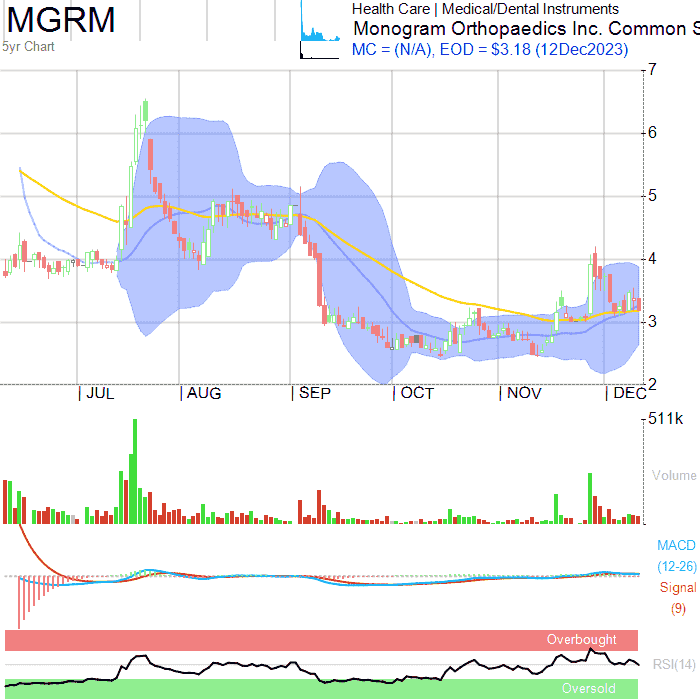 MGRM
5yr Chart
Health Care | Medical/Dental Instruments
Monogram Orthopaedics Inc. Common S
MC = (N/A), EOD = $3.18 (12Dec2023)
7
6
5
4
3
2
JUL AUG SEP OCT NOV DEC
511k
Volume
MACD
(12-26)
Signal
(9)
Overbought
RSI(14)
Oversold